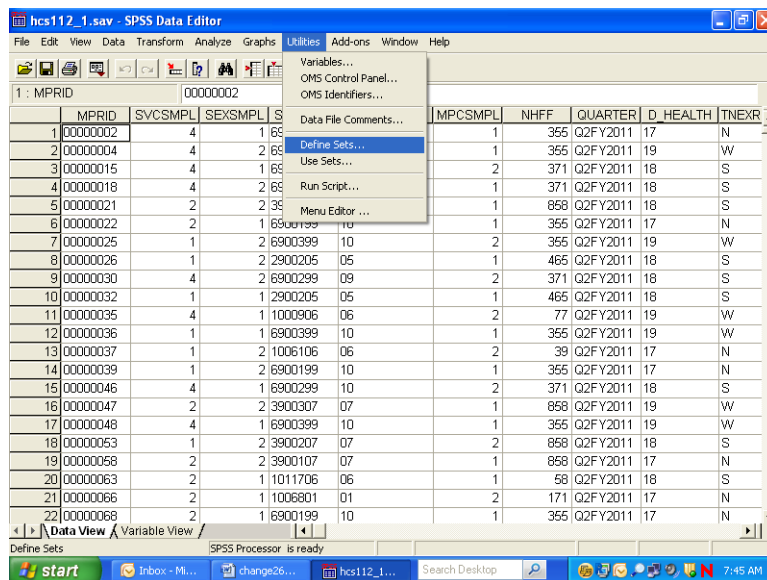 hcs112_1.sav - SPSS Data Editor
File Edit View Data Transform Analyze Graphs Utilities Add-ons Window Help
Variables...
OMS Control Panel...
OMS Identifiers...
Data File Comments...
Define Sets...
Use Sets...
Run Script...
Menu Editor ...
1 : MPRID 00000002
MPRID SVCSMPL SEXSMPL S MPCSMPL NHFF QUARTER D_HEALTH TNEXR
1 00000002 4 1 69 1 355 Q2FY2011 17 N
2 00000004 4 2 69 1 355 Q2FY2011 19 W
3 00000015 4 1 69 2 371 Q2FY2011 18 S
4 00000018 4 2 69 1 371 Q2FY2011 18 S
5 00000021 2 2 39 1 858 Q2FY2011 18 S
6 00000022 2 1 6900199 10 1 355 Q2FY2011 17 N
7 00000025 1 2 6900399 10 2 355 Q2FY2011 19 W
8 00000026 1 2 2900205 05 1 465 Q2FY2011 18 S
9 00000030 4 2 6900299 09 2 371 Q2FY2011 18 S
10 00000032 1 1 2900205 05 1 465 Q2FY2011 18 S
11 00000035 4 1 1000906 06 2 77 Q2FY2011 19 W
12 00000036 1 1 6900399 10 1 355 Q2FY2011 19 W
13 00000037 1 2 1006106 06 2 39 Q2FY2011 17 N
14 00000039 1 2 6900199 10 1 355 Q2FY2011 17 N
15 00000046 4 1 6900299 10 2 371 Q2FY2011 18 S
16 00000047 2 2 3900307 07 1 858 Q2FY2011 19 W
17 00000048 4 1 6900399 10 1 355 Q2FY2011 19 W
18 00000053 1 2 3900207 07 2 858 Q2FY2011 18 S
19 00000058 2 2 3900107 07 1 858 Q2FY2011 17 N
20 00000063 2 1 1011706 06 1 58 Q2FY2011 18 S
21 00000066 2 1 1006801 01 2 171 Q2FY2011 17 N
22 00000068 2 1 6900199 10 1 355 Q2FY2011 17 N
Data View Variable View
Define Sets SPSS Processor is ready
start Inbox - Mi... change26... hcs112_1... Search Desktop 7:45 AM